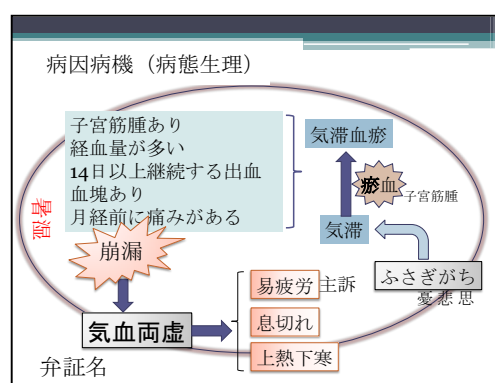 病因病機（病態生理）
子宮筋腫あり
経血量が多い
14日以上継続する出血
血塊あり
月経前に痛みがある
気滞血瘀
瘀血
子宮筋腫
気滞
暑湿
崩漏
ふさぎがち
憂悲思
気血両虚
易疲労
主訴
息切れ
上熱下寒
弁証名